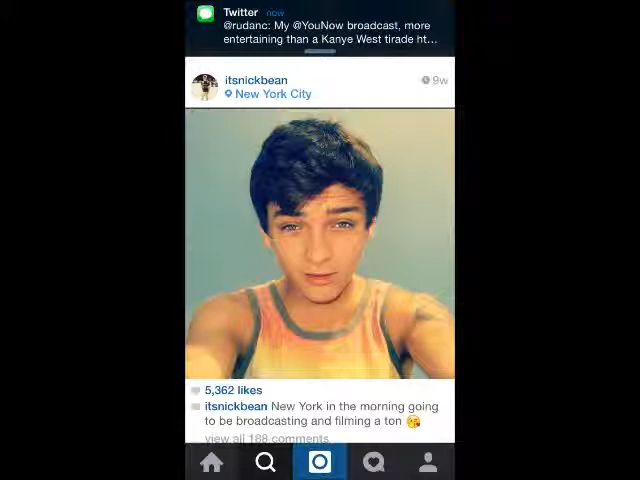 Twitter now
@rudanc: My @YouNow broadcast, more
entertaining than a Kanye West tirade ht...
itsnickbean 9w
New York City
5,362 likes
itsnickbean New York in the morning going
to be broadcasting and filming a ton 😘
view all 188 comments